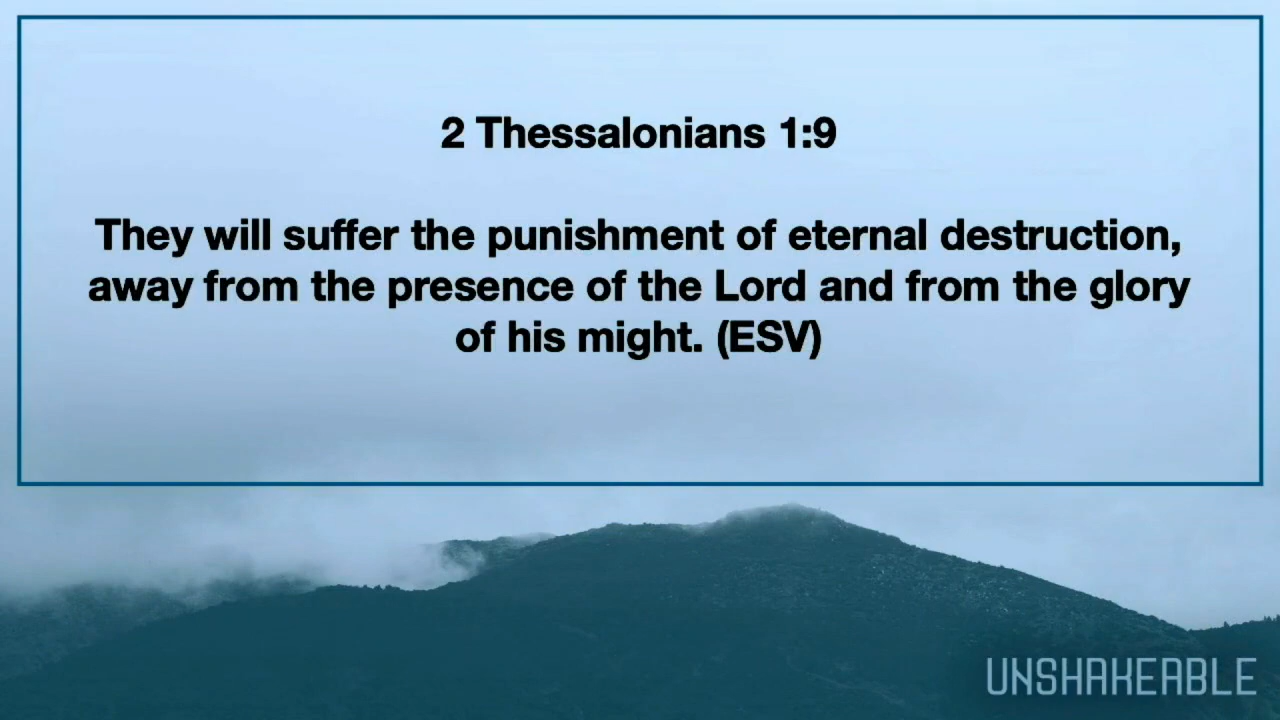 2 Thessalonians 1:9
They will suffer the punishment of eternal destruction,
away from the presence of the Lord and from the glory
of his might. (ESV)
UNSHAKEABLE